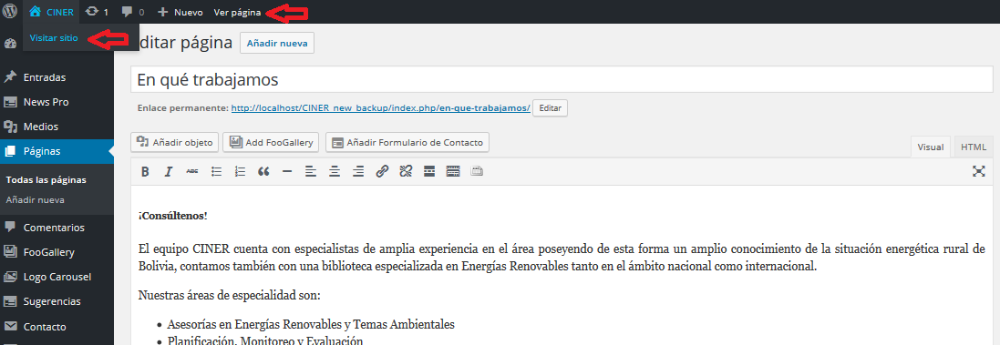 CINER 1 0 Nuevo Ver página
Visitar sitio
ditar página Añadir nueva
En qué trabajamos
Enlace permanente: http://localhost/CINER_new_backup/index.php/en-que-trabajamos/ Editar
Entradas
News Pro
Medios
Páginas
Todas las páginas
Añadir nueva
Comentarios
FooGallery
Logo Carousel
Sugerencias
Contacto
Añadir objeto Add FooGallery Añadir Formulario de Contacto
Visual HTML
B I ABC
¡Consúltenos!
El equipo CINER cuenta con especialistas de amplia experiencia en el área poseyendo de esta forma un amplio conocimiento de la situación energética rural de
Bolivia, contamos también con una biblioteca especializada en Energías Renovables tanto en el ámbito nacional como internacional.
Nuestras áreas de especialidad son:
• Asesorías en Energías Renovables y Temas Ambientales
• Planificación, Monitoreo y Evaluación